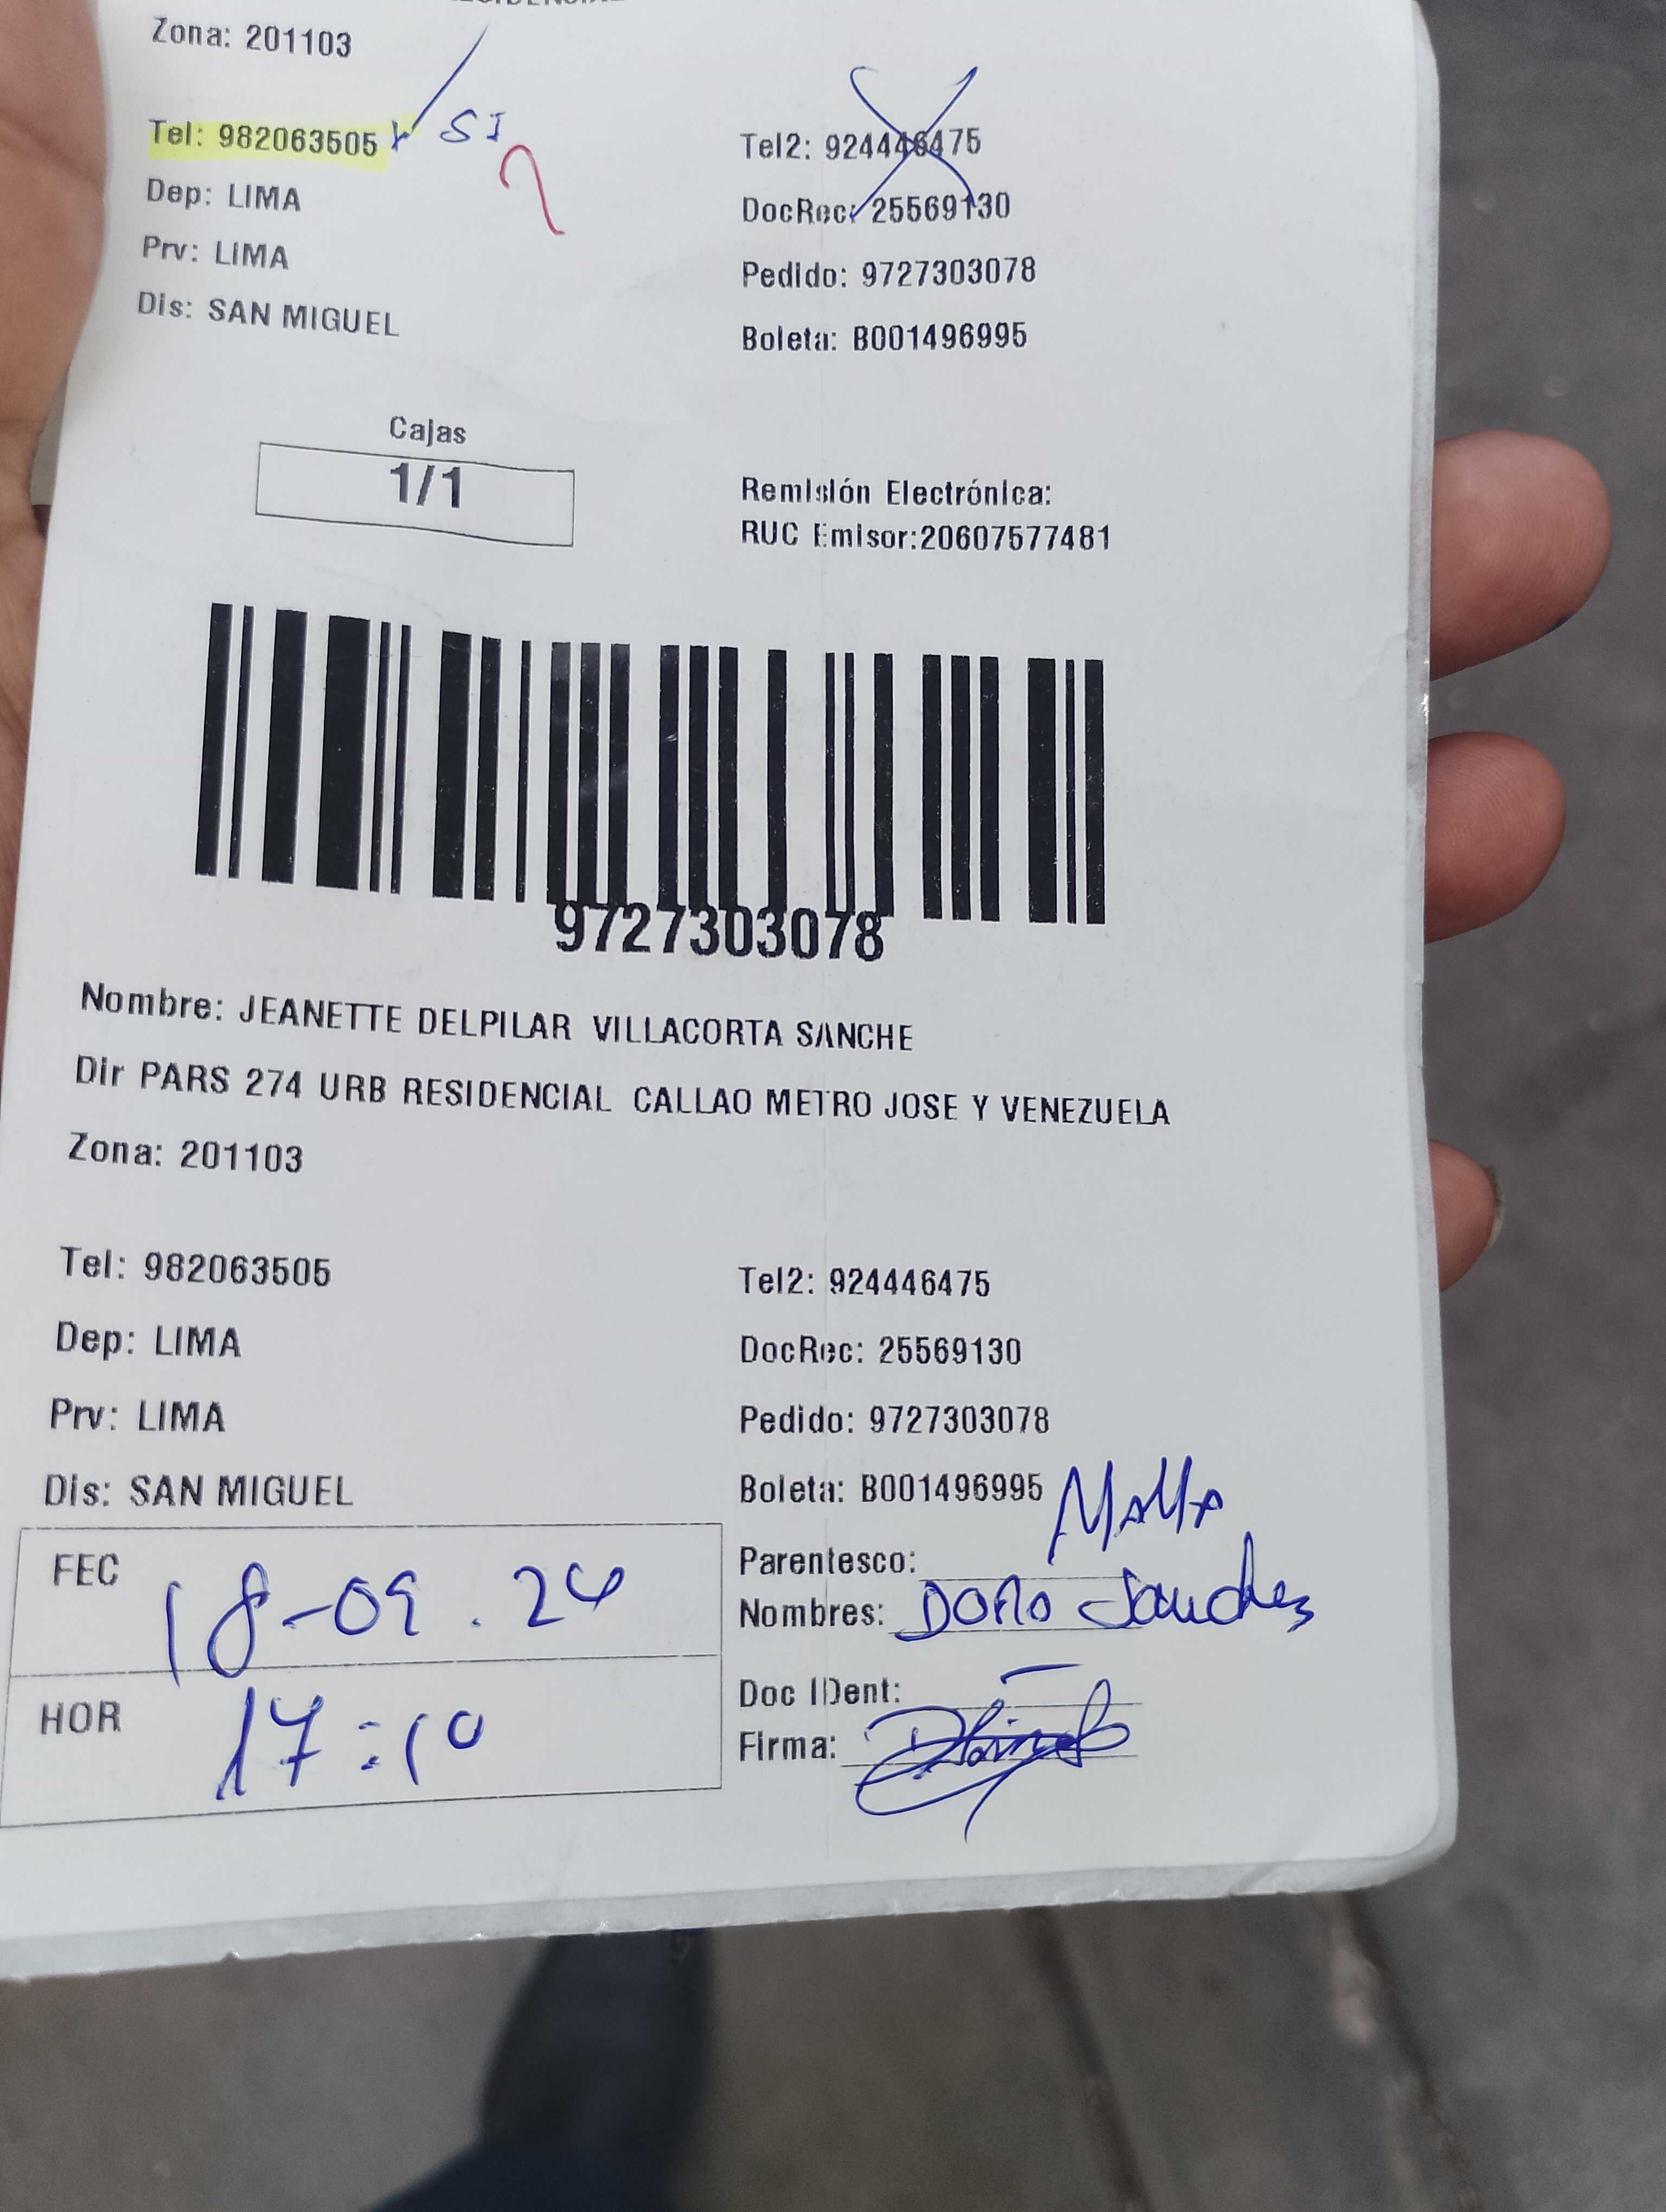 Zona: 201103
Tel: 982063505 SI
Tel2: 924446475
Dep: LIMA
DocRec: 25569130
Prv: LIMA
Pedido: 9727303078
Dis: SAN MIGUEL
Boleta: B001496995
Cajas
1/1
Remisión Electrónica:
RUC Emisor:20607577481
9727303078
Nombre: JEANETTE DELPILAR VILLACORTA SANCHE
Dir PARS 274 URB RESIDENCIAL CALLAO METRO JOSE Y VENEZUELA
Zona: 201103
Tel: 982063505
Tel2: 924446475
Dep: LIMA
DocRec: 25569130
Prv: LIMA
Pedido: 9727303078
Dis: SAN MIGUEL
Boleta: B001496995
FEC 18-09.24
Parentesco:
Nombres: Sanches
HOR 17:10
Doc IDent:
Firma: